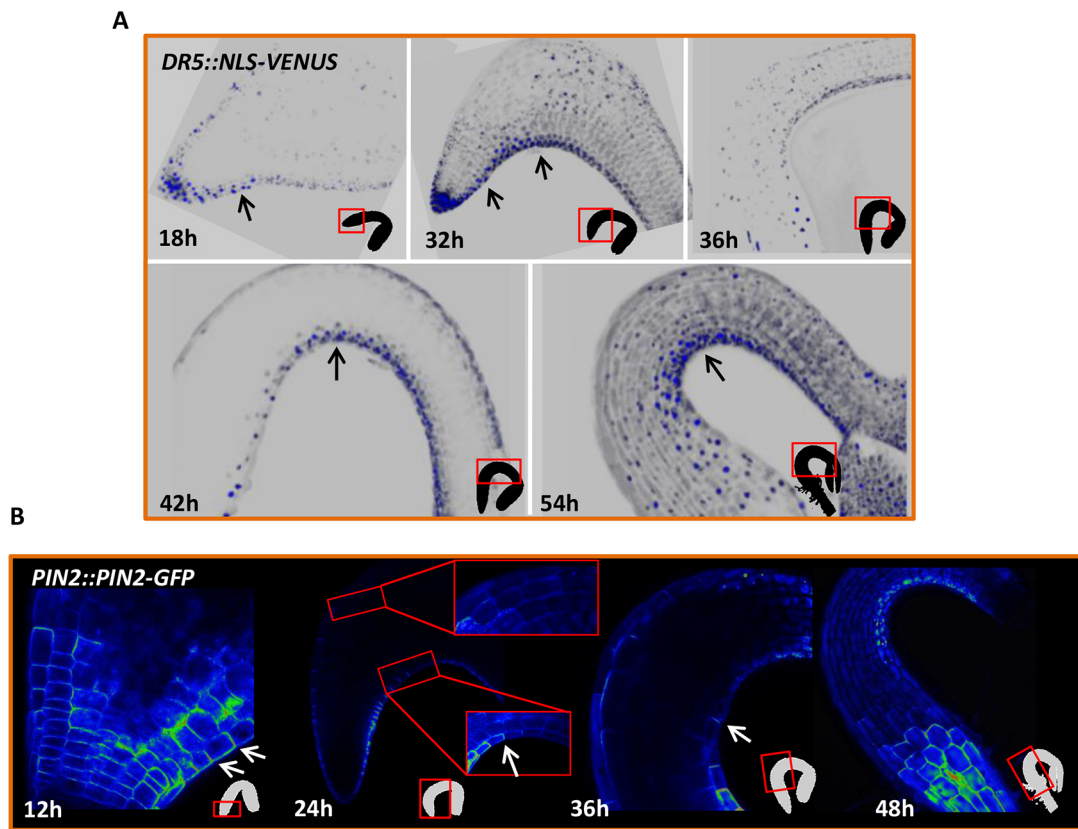 A
DR5::NLS-VENUS
18h
32h
36h
42h
54h
B
PIN2::PIN2-GFP
12h
24h
36h
48h